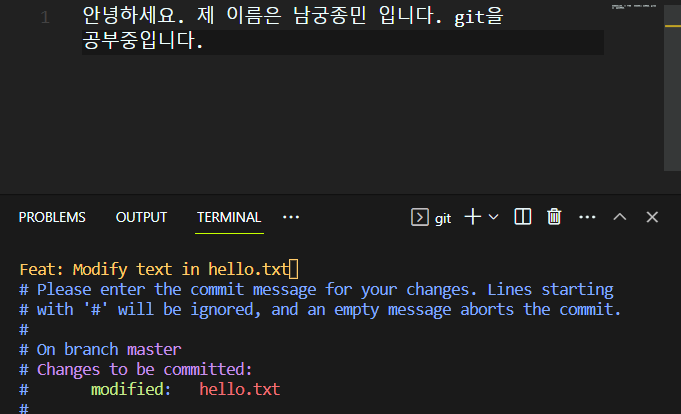 1 안녕하세요. 제 이름은 남궁종민 입니다. git을
공부중입니다.
PROBLEMS OUTPUT TERMINAL ... git
Feat: Modify text in hello.txt
# Please enter the commit message for your changes. Lines starting
# with '#' will be ignored, and an empty message aborts the commit.
#
# On branch master
# Changes to be committed:
# modified: hello.txt
#